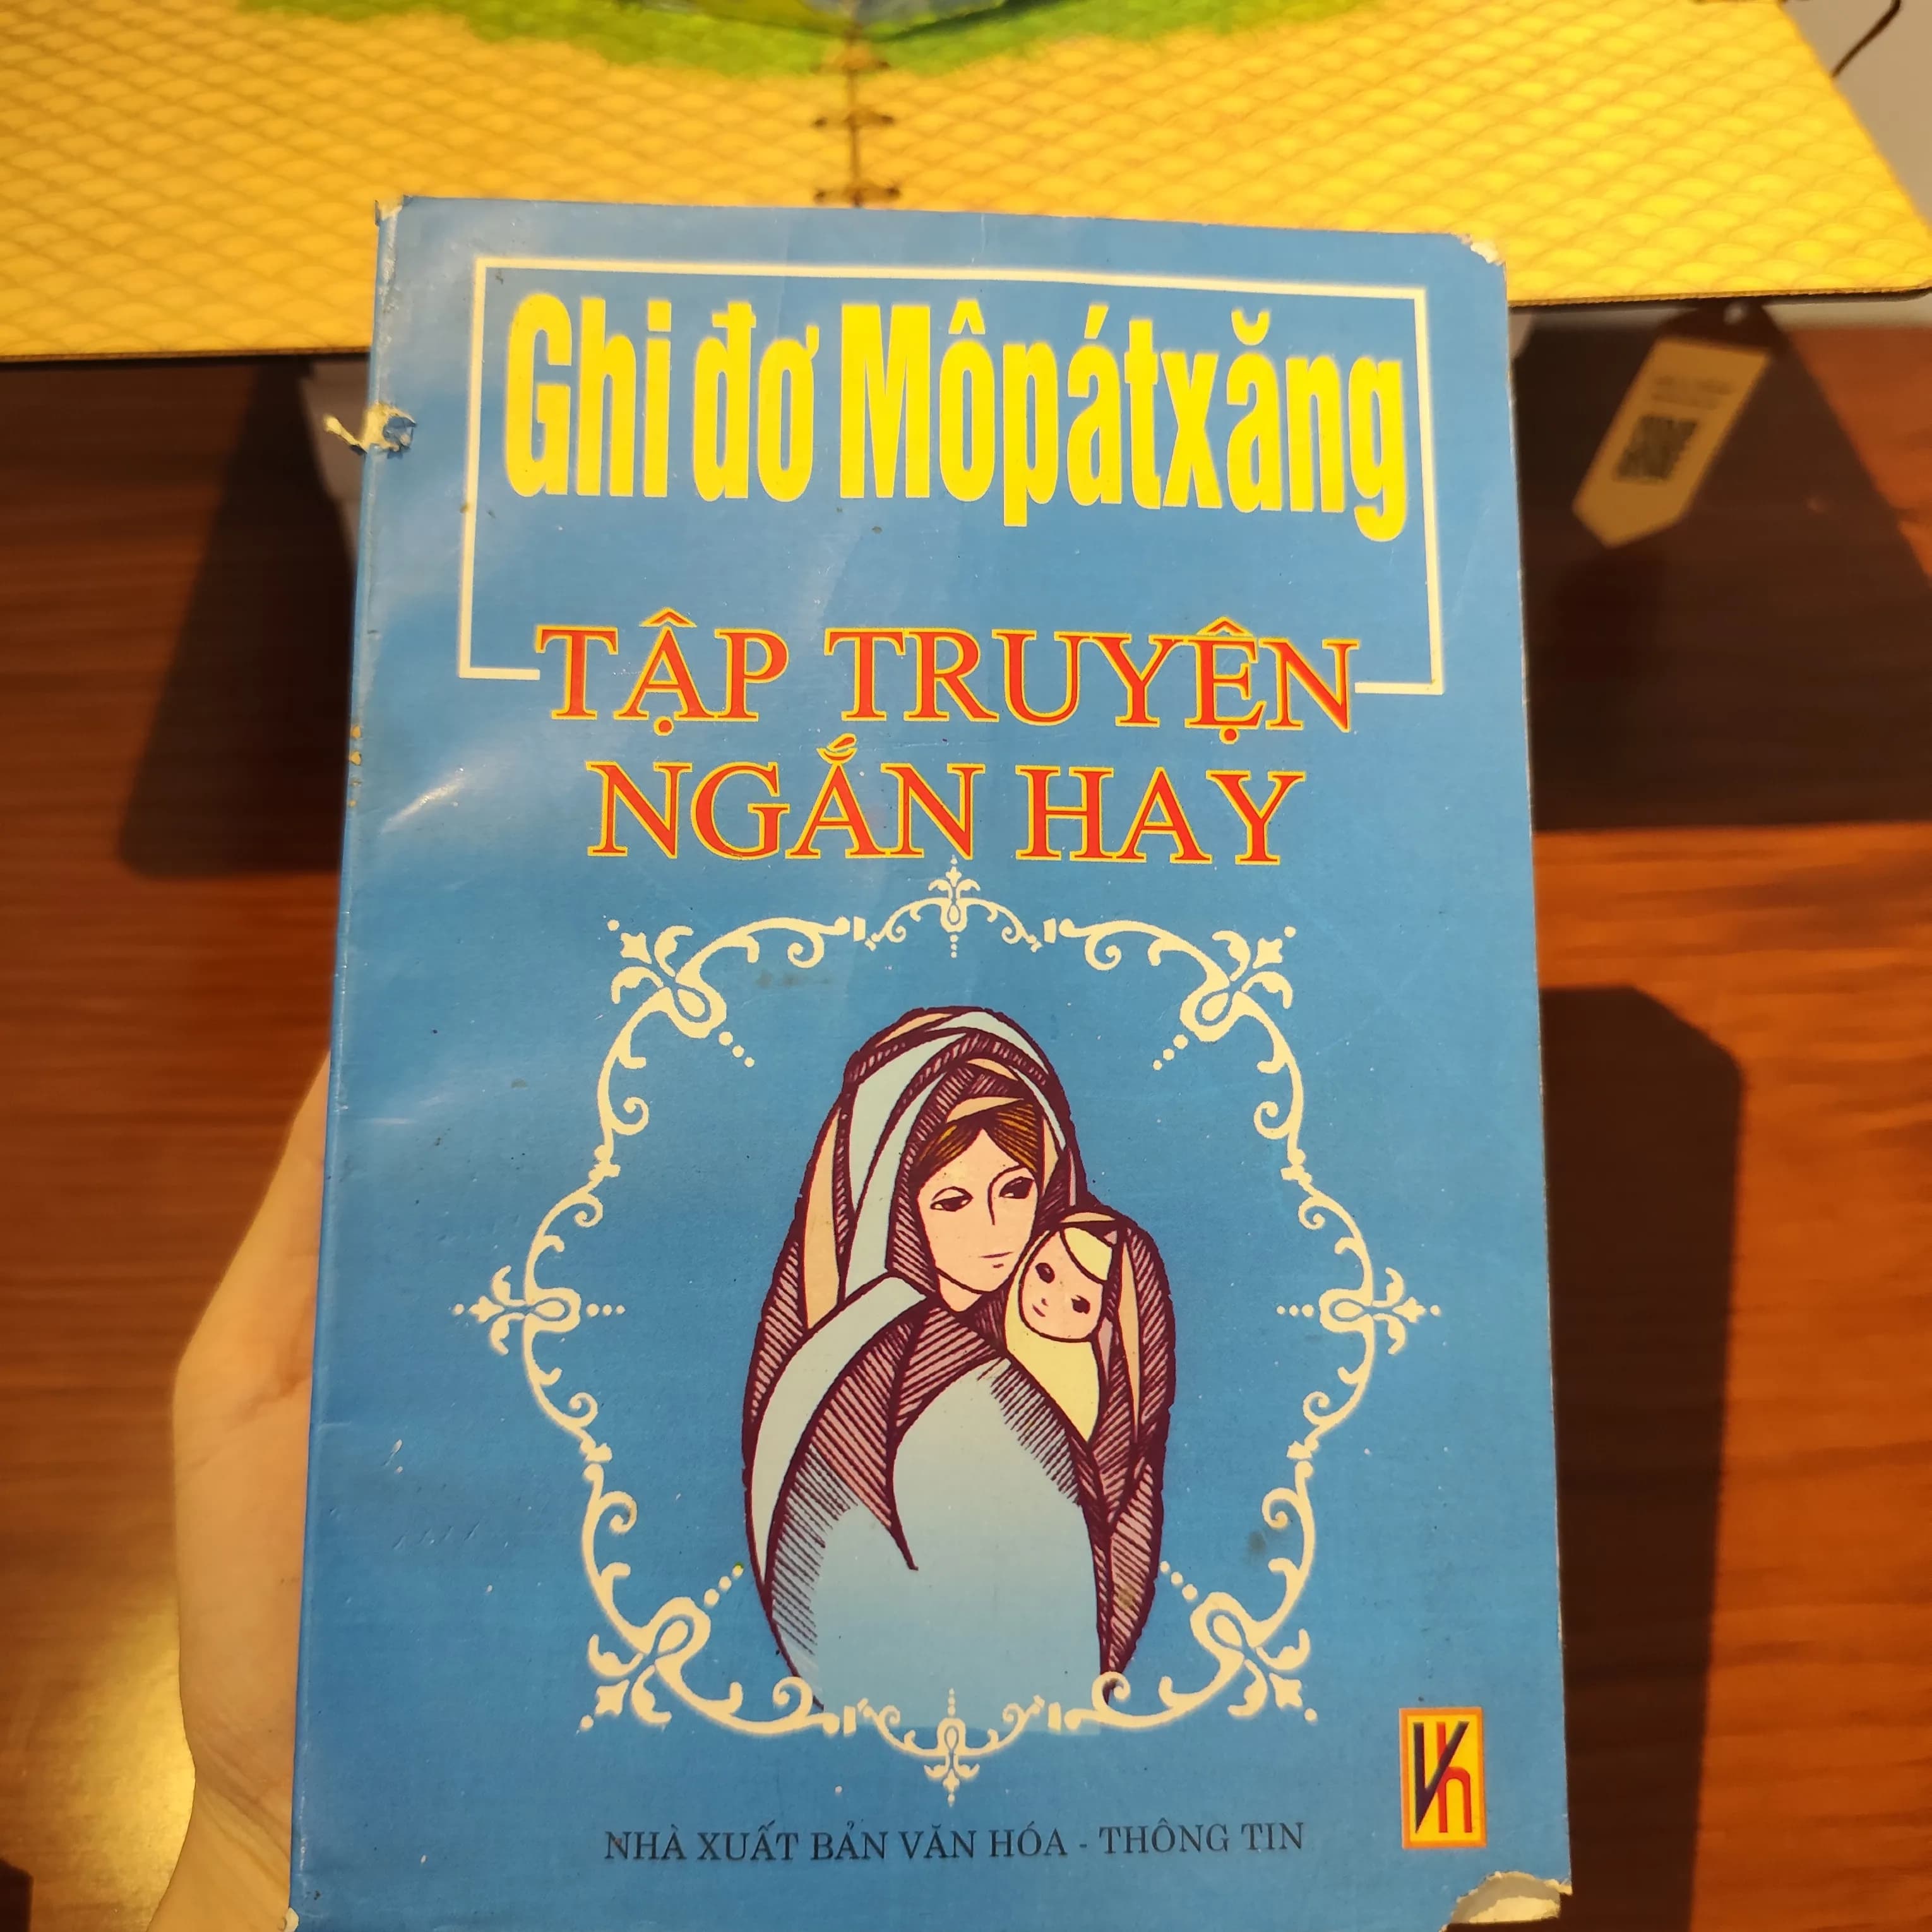 Ghi đơ Môpátxăng
TẬP TRUYỆN
NGẮN HAY
Vh
NHÀ XUẤT BẢN VĂN HÓA - THÔNG TIN